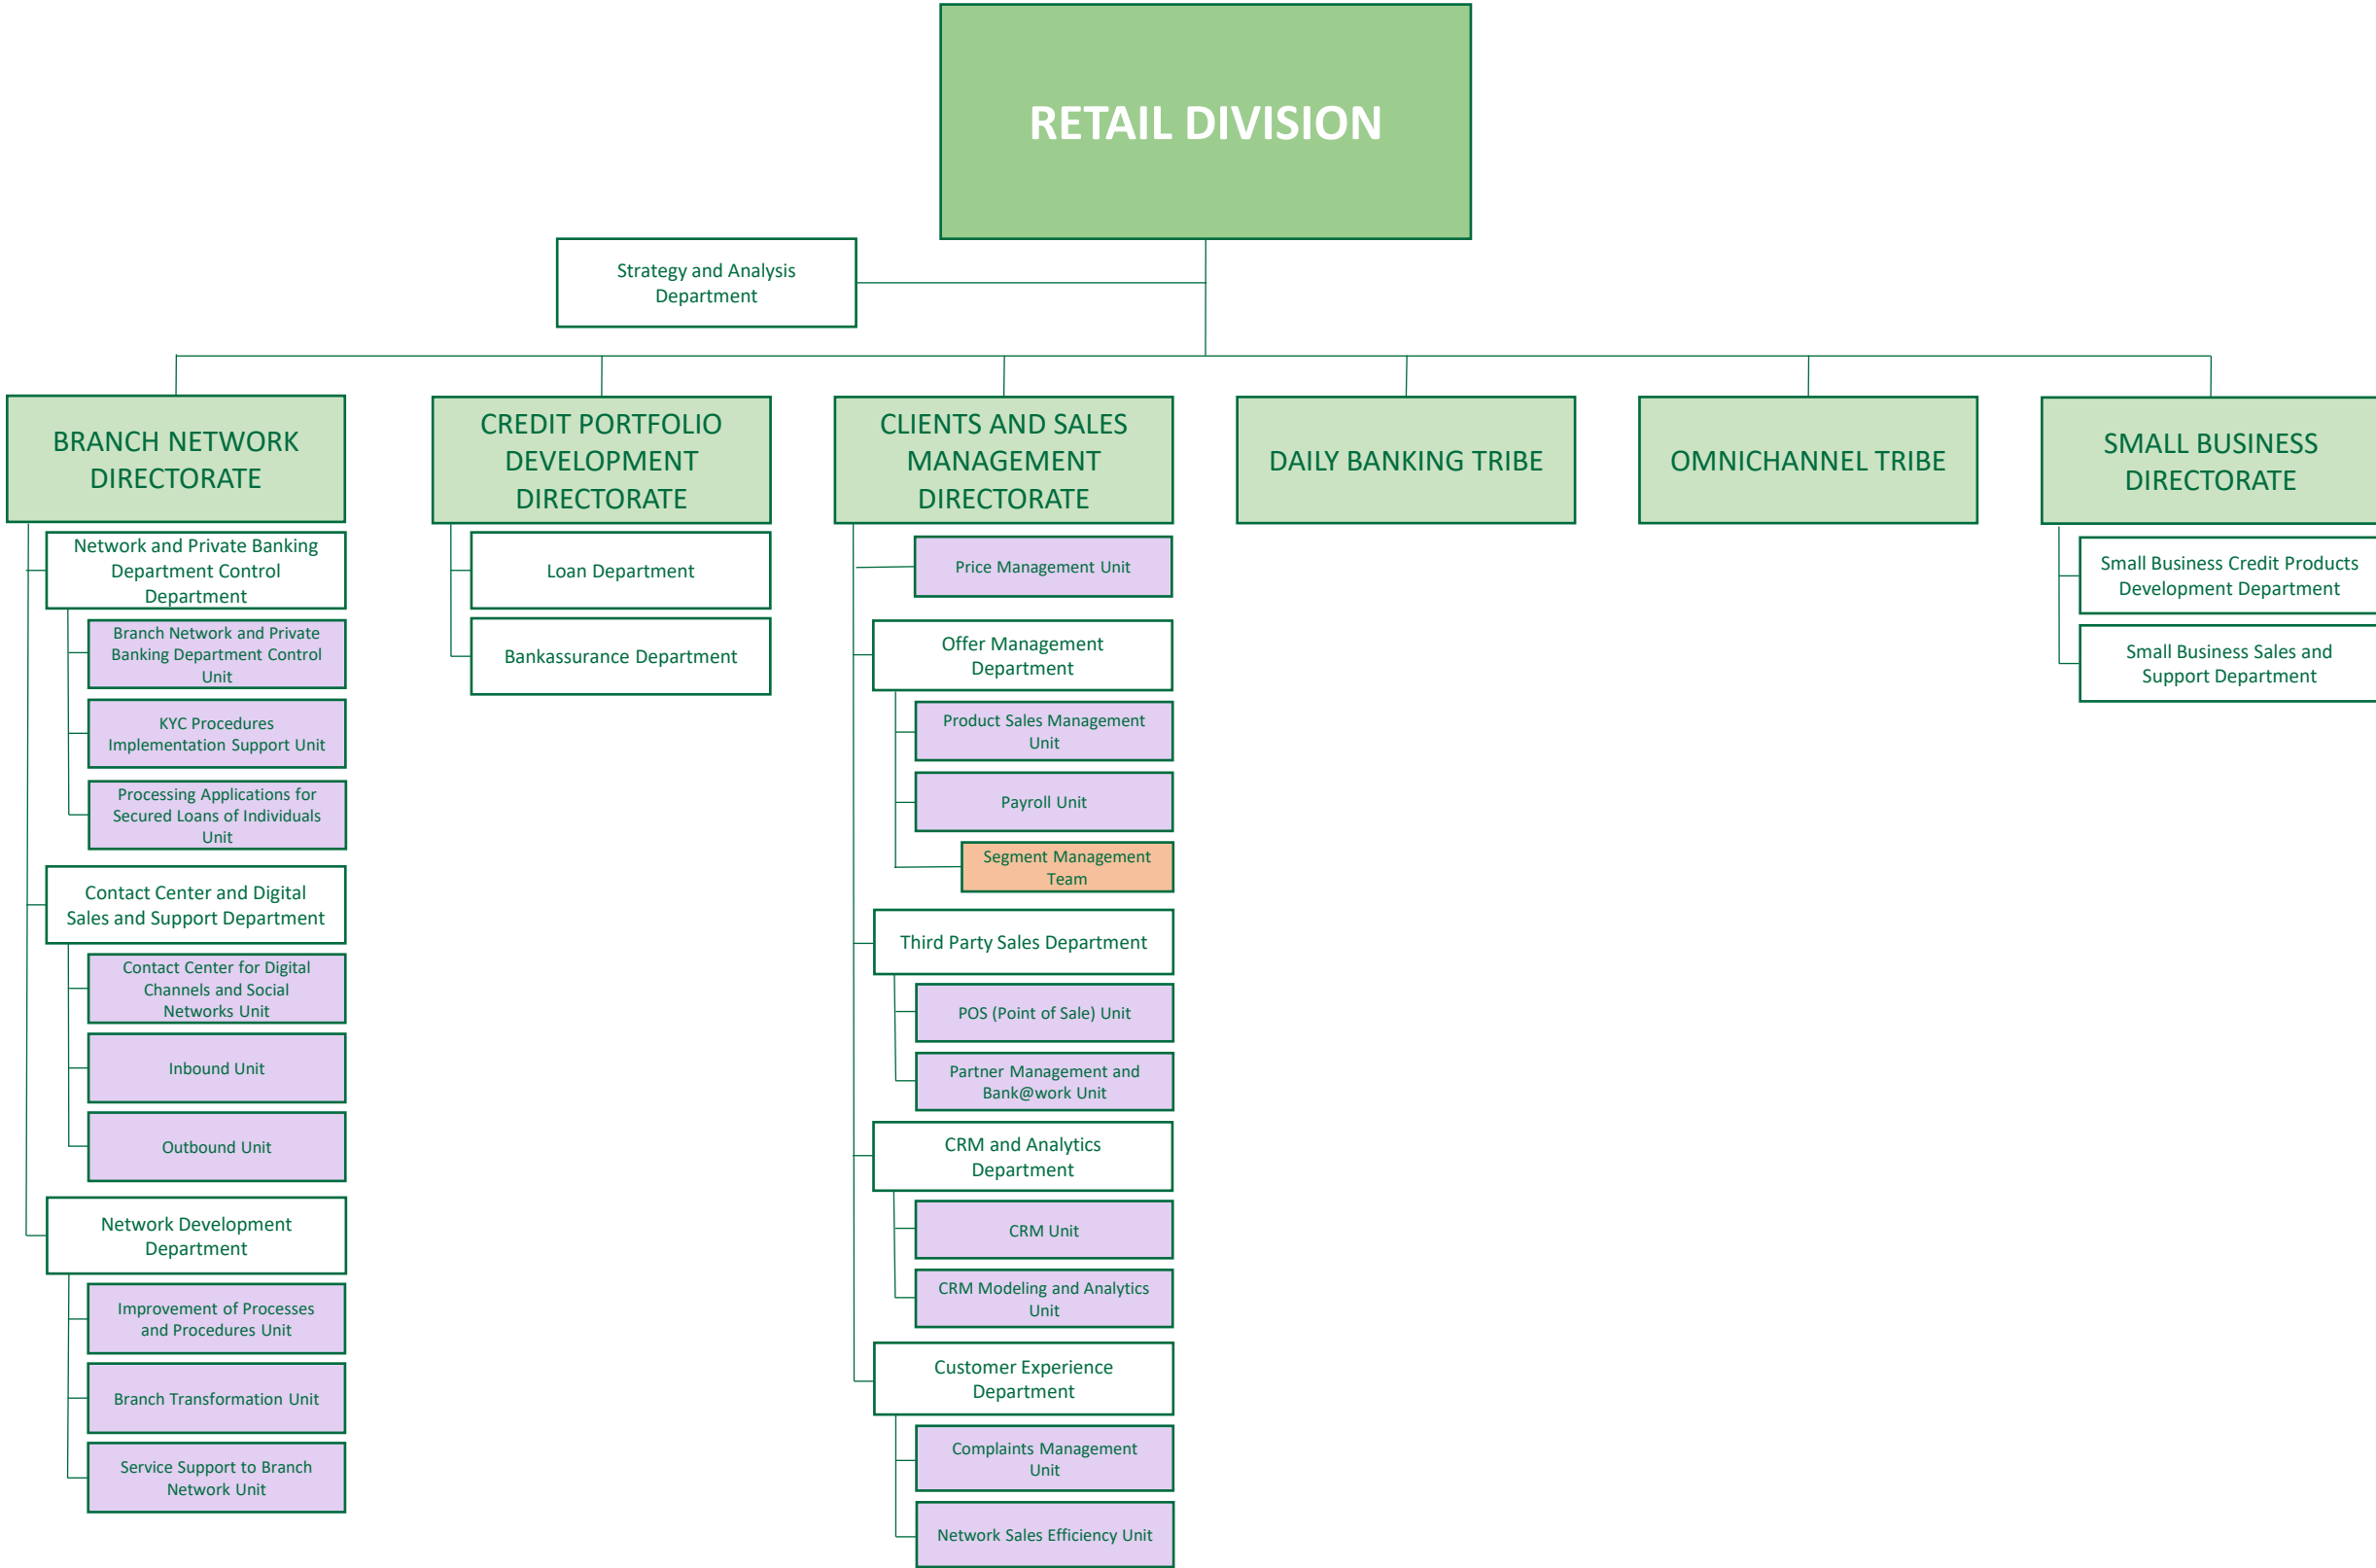 RETAIL DIVISION
Strategy and Analysis
Department
BRANCH NETWORK
DIRECTORATE
Network and Private Banking
Department Control
Department
Branch Network and Private
Banking Department Control
Unit
KYC Procedures
Implementation Support Unit
Processing Applications for
Secured Loans of Individuals
Unit
Contact Center and Digital
Sales and Support Department
Contact Center for Digital
Channels and Social
Networks Unit
Inbound Unit
Outbound Unit
Network Development
Department
Improvement of Processes
and Procedures Unit
Branch Transformation Unit
Service Support to Branch
Network Unit
CREDIT PORTFOLIO
DEVELOPMENT
DIRECTORATE
Loan Department
Bankassurance Department
CLIENTS AND SALES
MANAGEMENT
DIRECTORATE
Price Management Unit
Offer Management
Department
Product Sales Management
Unit
Payroll Unit
Segment Management
Team
Third Party Sales Department
POS (Point of Sale) Unit
Partner Management and
Bank@work Unit
CRM and Analytics
Department
CRM Unit
CRM Modeling and Analytics
Unit
Customer Experience
Department
Complaints Management
Unit
Network Sales Efficiency Unit
DAILY BANKING TRIBE
OMNICHANNEL TRIBE
SMALL BUSINESS
DIRECTORATE
Small Business Credit Products
Development Department
Small Business Sales and
Support Department